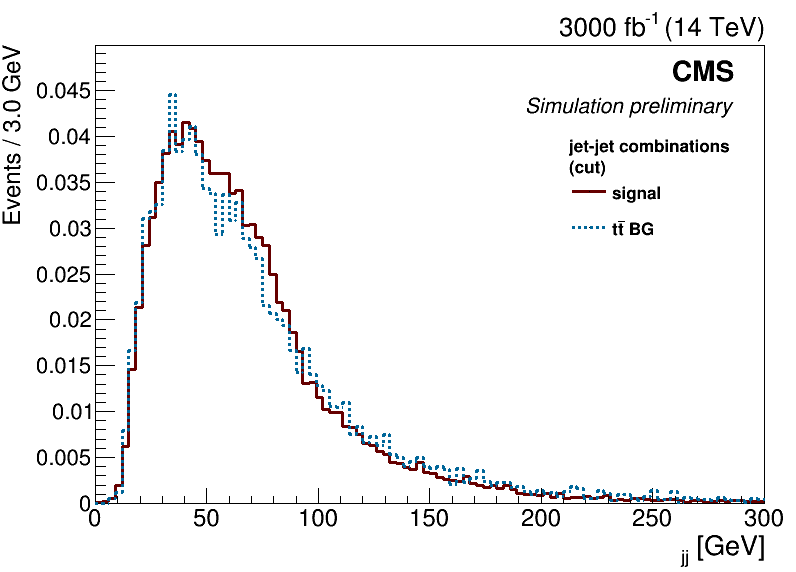 3000 fb⁻¹ (14 TeV)
CMS
Simulation preliminary
jet-jet combinations
(cut)
signal
tt̄ BG
Events / 3.0 GeV
0.045
0.04
0.035
0.03
0.025
0.02
0.015
0.01
0.005
0
0 50 100 150 200 250 300
jj [GeV]